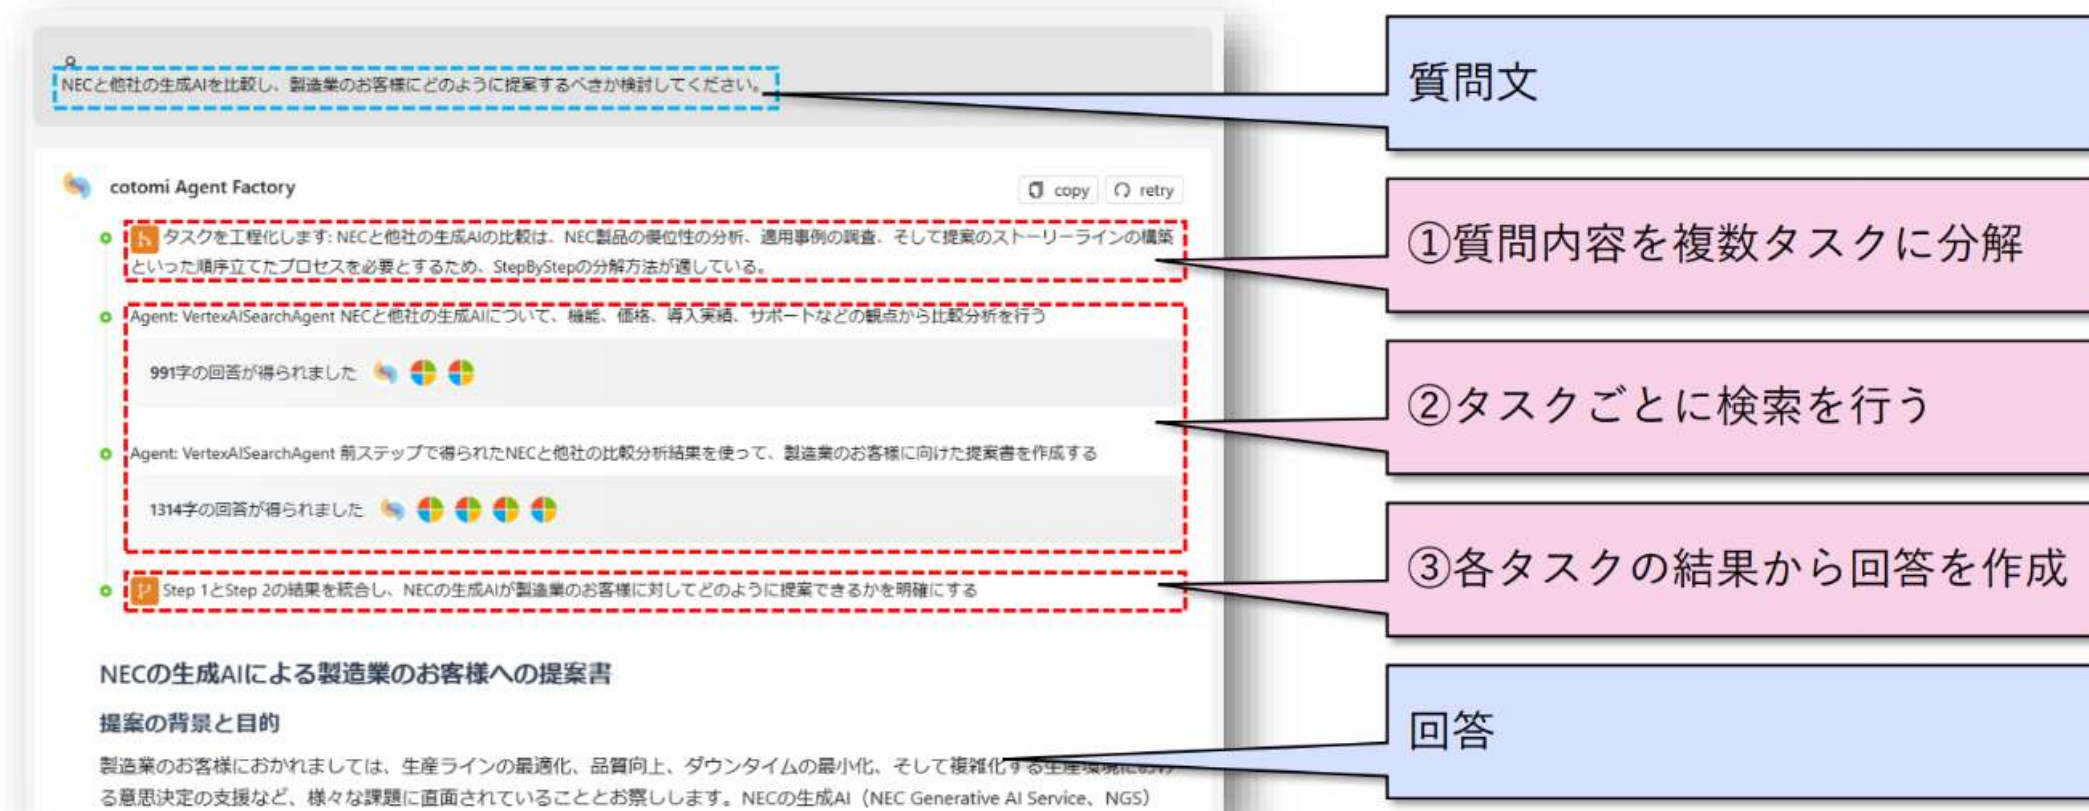 NECと他社の生成AIを比較し、製造業のお客様にどのように提案するべきか検討してください。
質問文
cotomi Agent Factory
copy
retry
タスクを工程化します: NECと他社の生成AIの比較は、NEC製品の優位性の分析、適用事例の調査、そして提案のストーリーラインの構築
といった順序立てたプロセスを必要とするため、StepByStepの分解方法が適している。
①質問内容を複数タスクに分解
Agent: VertexAISearchAgent NECと他社の生成AIについて、機能、価格、導入実績、サポートなどの観点から比較分析を行う
991字の回答が得られました
②タスクごとに検索を行う
Agent: VertexAISearchAgent 前ステップで得られたNECと他社の比較分析結果を使って、製造業のお客様に向けた提案書を作成する
1314字の回答が得られました
③各タスクの結果から回答を作成
Step 1とStep 2の結果を統合し、NECの生成AIが製造業のお客様に対してどのように提案できるかを明確にする
NECの生成AIによる製造業のお客様への提案書
提案の背景と目的
回答
製造業のお客様におかれましては、生産ラインの最適化、品質向上、ダウンタイムの最小化、そして複雑化する生産環境におけ
る意思決定の支援など、様々な課題に直面されていることとお察しします。NECの生成AI（NEC Generative AI Service、NGS）